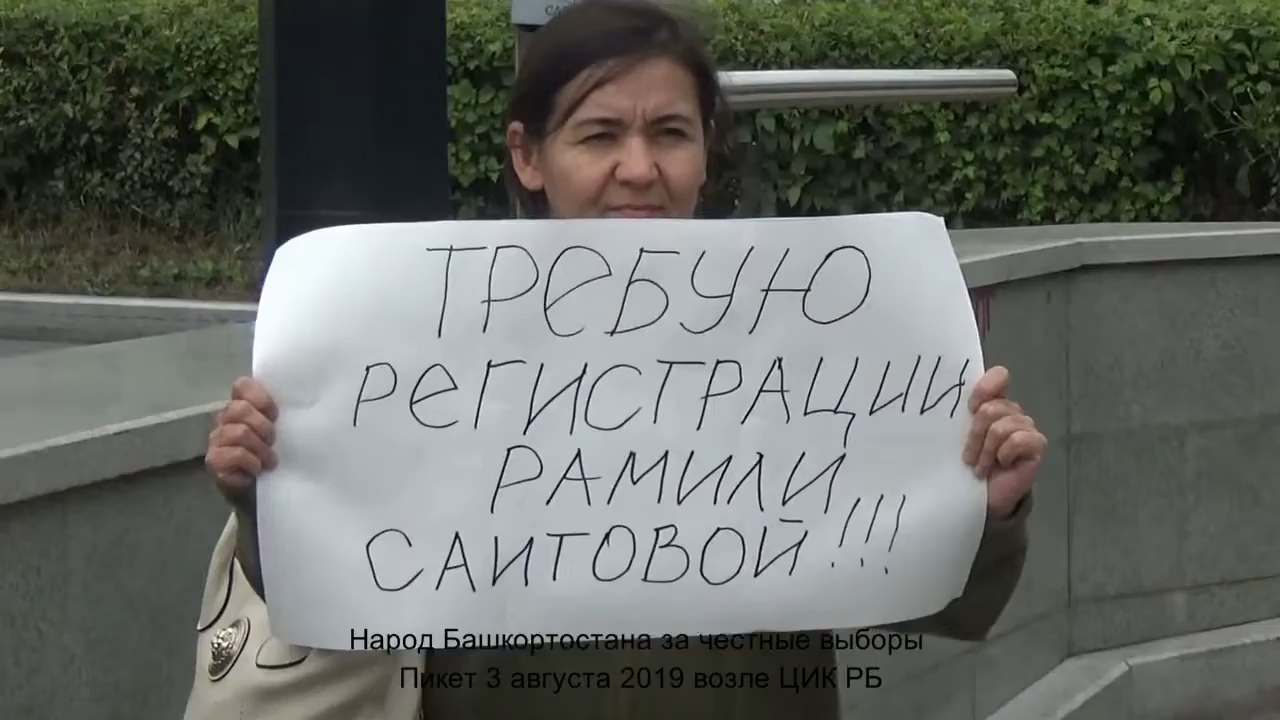 ТРЕБУЮ
РЕГИСТРАЦИИ
РАМИЛИ
САИТОВОЙ!!!
Народ Башкортостана за честные выборы
Пикет 3 августа 2019 возле ЦИК РБ